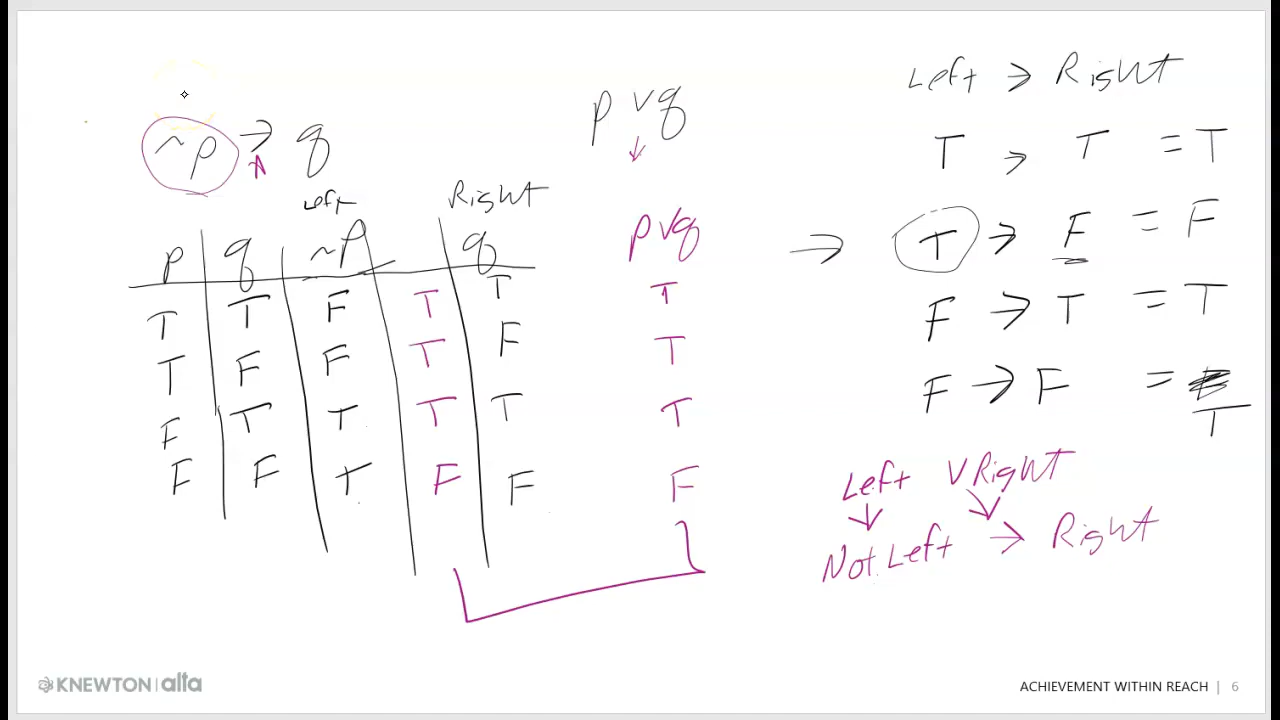 ~p → q
p ∨ q
Left Right
p q ~p q
T T F T T
T F F T F
F T T T T
F F T F F
p ∨ q
T
T
T
F
Left → Right
T → T = T
→ T → F = F
F → T = T
F → F = T
Left ∨ Right
Not Left → Right
KNEWTON | alta
ACHIEVEMENT WITHIN REACH | 6